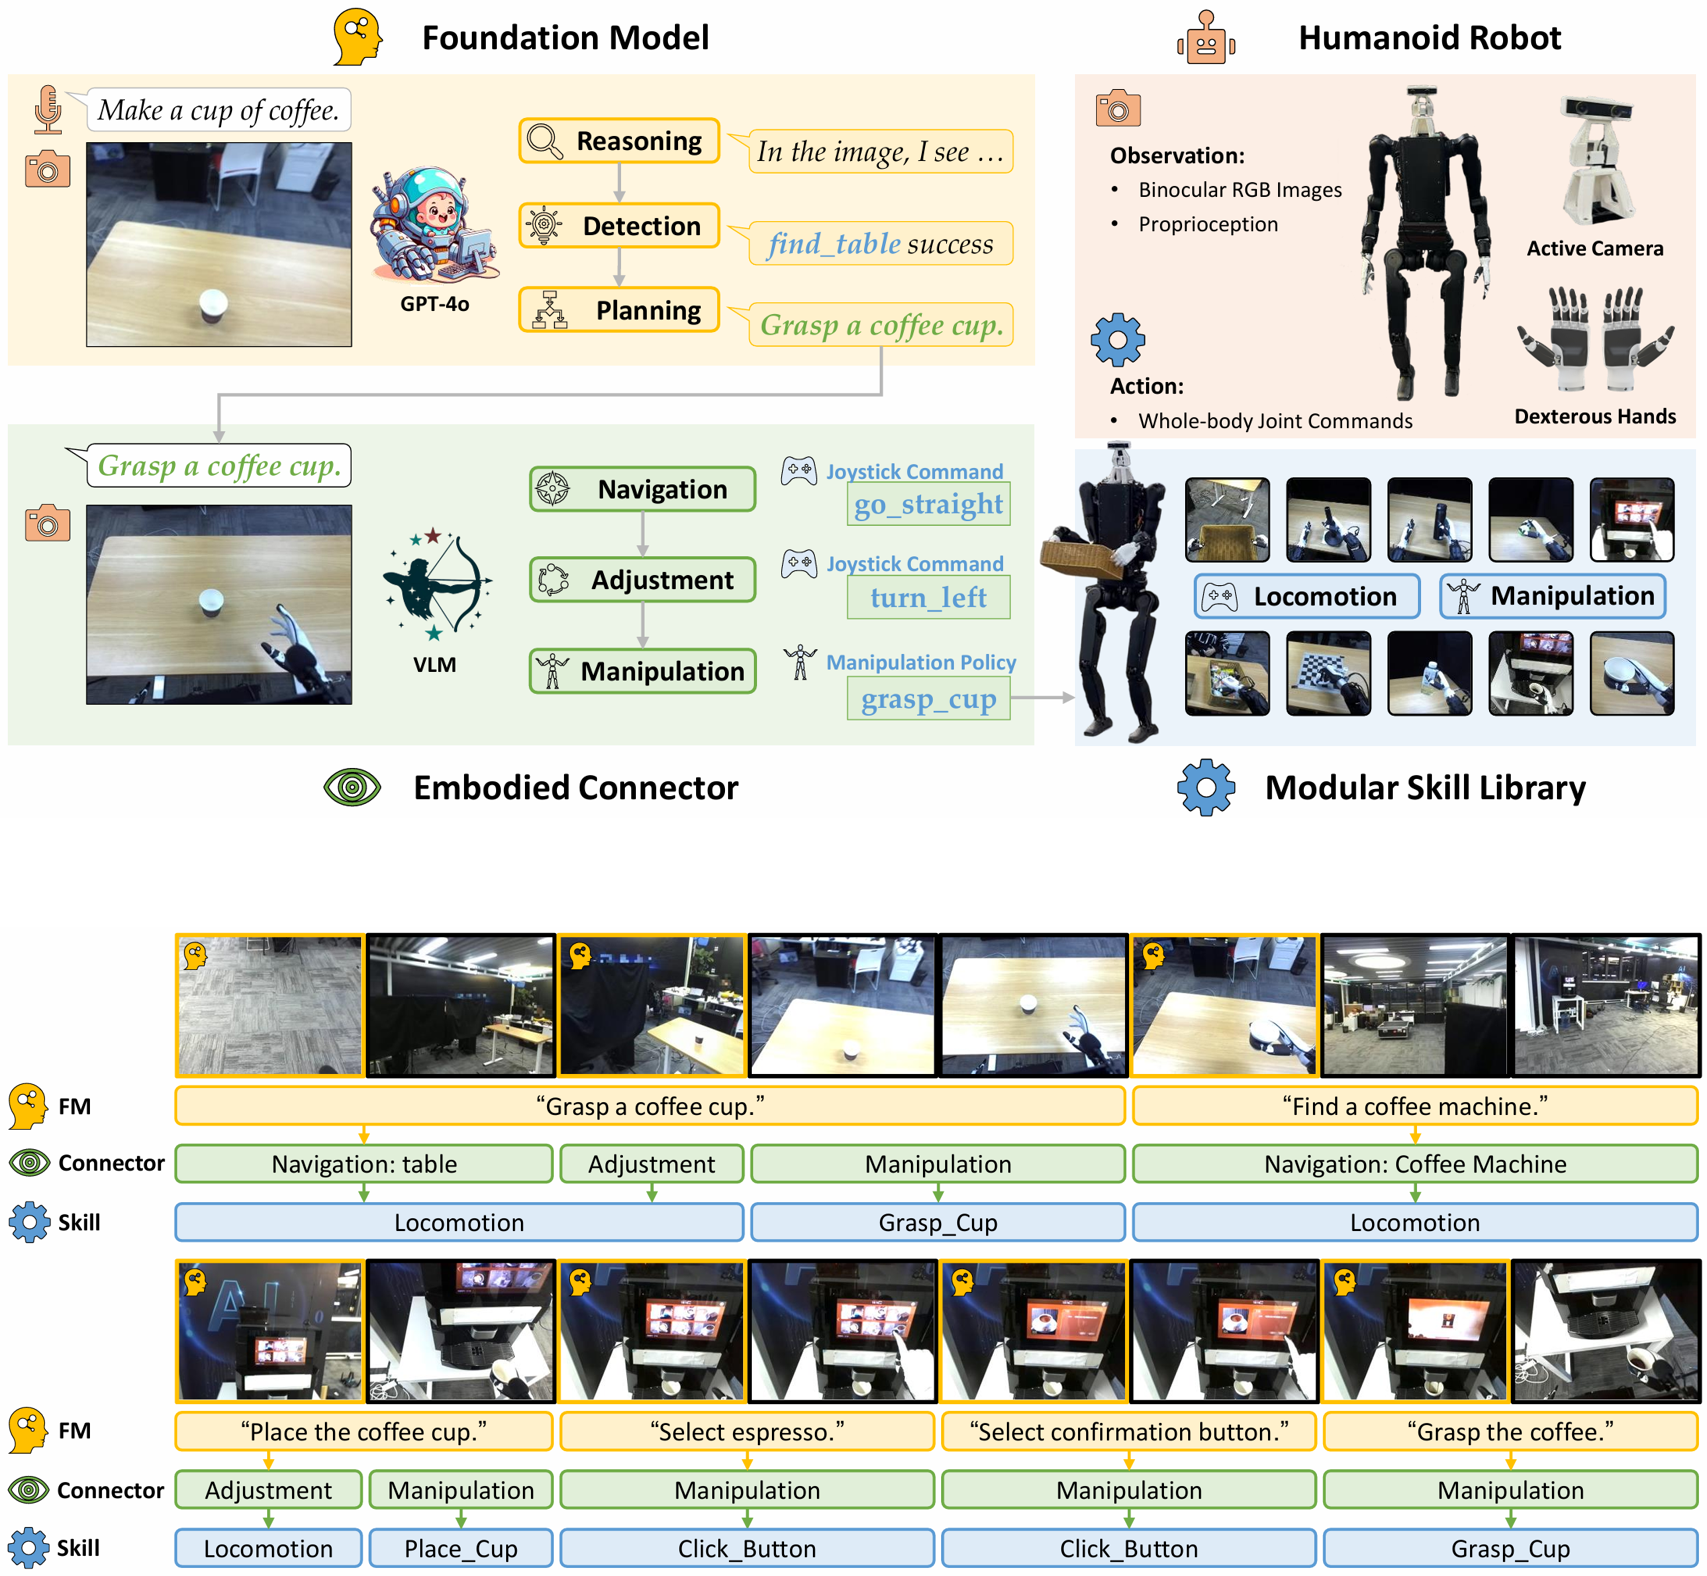 Foundation Model
Make a cup of coffee.
GPT-4o
Reasoning
In the image, I see ...
Detection
find_table success
Planning
Grasp a coffee cup.
Humanoid Robot
Observation:
• Binocular RGB Images
• Proprioception
Active Camera
Action:
• Whole-body Joint Commands
Dexterous Hands
Grasp a coffee cup.
VLM
Navigation
Joystick Command
go_straight
Adjustment
Joystick Command
turn_left
Manipulation
Manipulation Policy
grasp_cup
Embodied Connector
Locomotion
Manipulation
Modular Skill Library
FM
“Grasp a coffee cup.”
“Find a coffee machine.”
Connector
Navigation: table
Adjustment
Manipulation
Navigation: Coffee Machine
Skill
Locomotion
Grasp_Cup
Locomotion
AI
FM
“Place the coffee cup.”
“Select espresso.”
“Select confirmation button.”
“Grasp the coffee.”
Connector
Adjustment
Manipulation
Manipulation
Manipulation
Manipulation
Skill
Locomotion
Place_Cup
Click_Button
Click_Button
Grasp_Cup